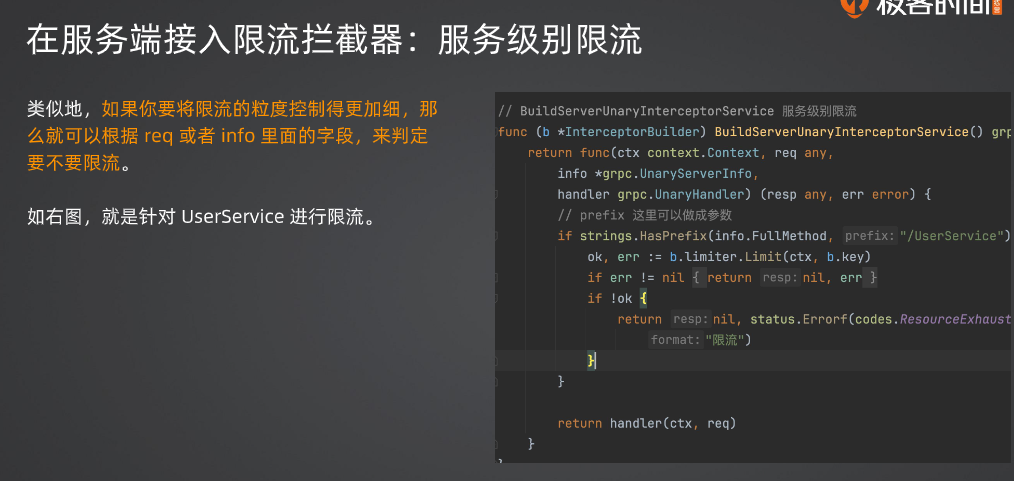 极客时间
在服务端接入限流拦截器：服务级别限流
类似地，如果你要将限流的粒度控制得更加细，那
么就可以根据 req 或者 info 里面的字段，来判定
要不要限流。
如右图，就是针对 UserService 进行限流。
// BuildServerUnaryInterceptorService 服务级别限流
func (b *InterceptorBuilder) BuildServerUnaryInterceptorService() grp
return func(ctx context.Context, req any,
info *grpc.UnaryServerInfo,
handler grpc.UnaryHandler) (resp any, err error) {
// prefix 这里可以做成参数
if strings.HasPrefix(info.FullMethod, prefix: "/UserService")
ok, err := b.limiter.Limit(ctx, b.key)
if err != nil { return resp: nil, err }
if !ok {
return resp: nil, status.Errorf(codes.ResourceExhaust
format: "限流")
}
}
return handler(ctx, req)
}